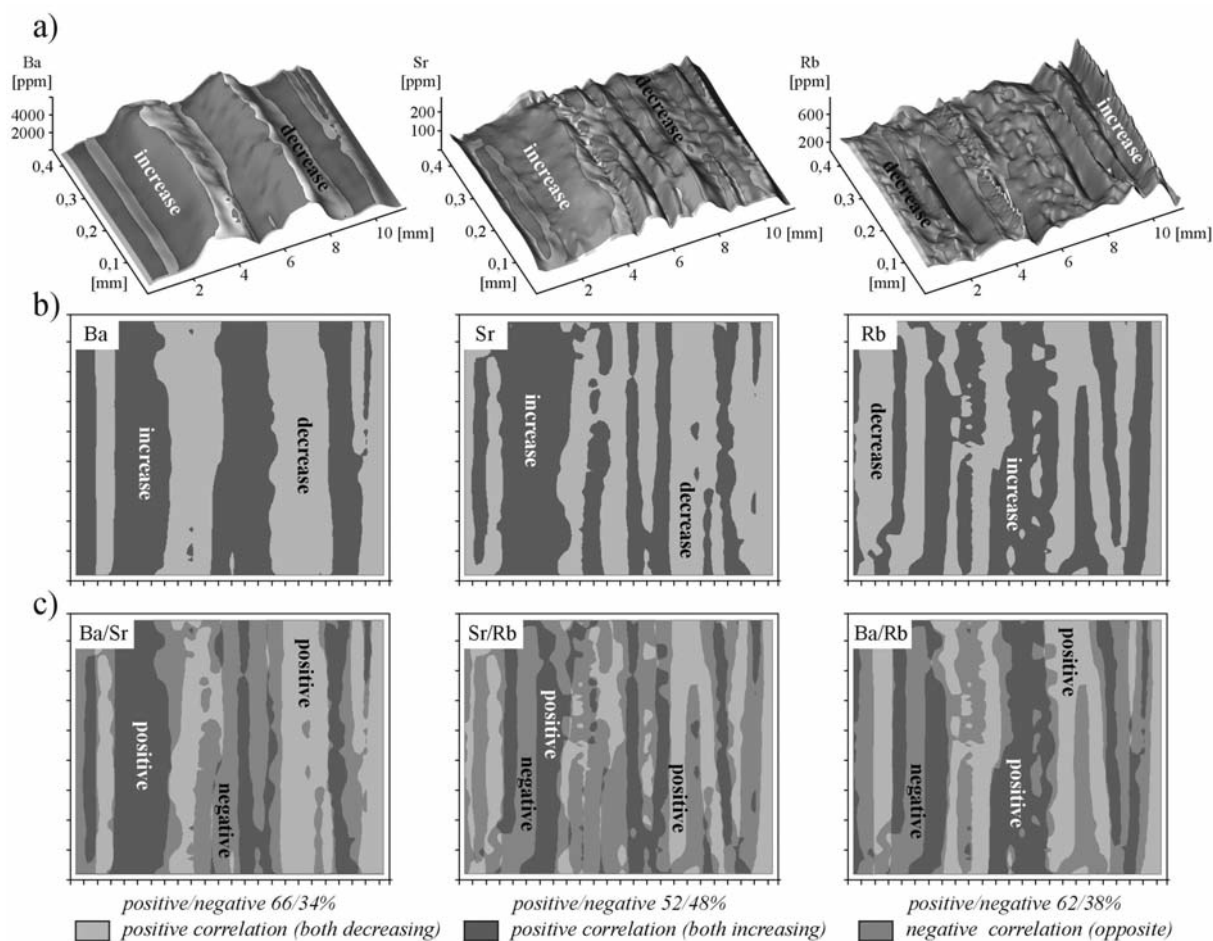 a)
Ba
[ppm]
4000
2000
0,4
0,3
0,2
0,1
[mm]
2
4
6
8
10 [mm]
increase
decrease
Sr
[ppm]
200
100
0,4
0,3
0,2
0,1
[mm]
2
4
6
8
10 [mm]
increase
decrease
Rb
[ppm]
600
200
0,4
0,3
0,2
0,1
[mm]
2
4
6
8
10 [mm]
decrease
increase
b)
Ba
increase
decrease
Sr
increase
decrease
Rb
decrease
increase
c)
Ba/Sr
positive
negative
positive
Sr/Rb
negative
positive
positive
Ba/Rb
negative
positive
positive
positive/negative 66/34%
positive/negative 52/48%
positive/negative 62/38%
positive correlation (both decreasing)
positive correlation (both increasing)
negative correlation (opposite)